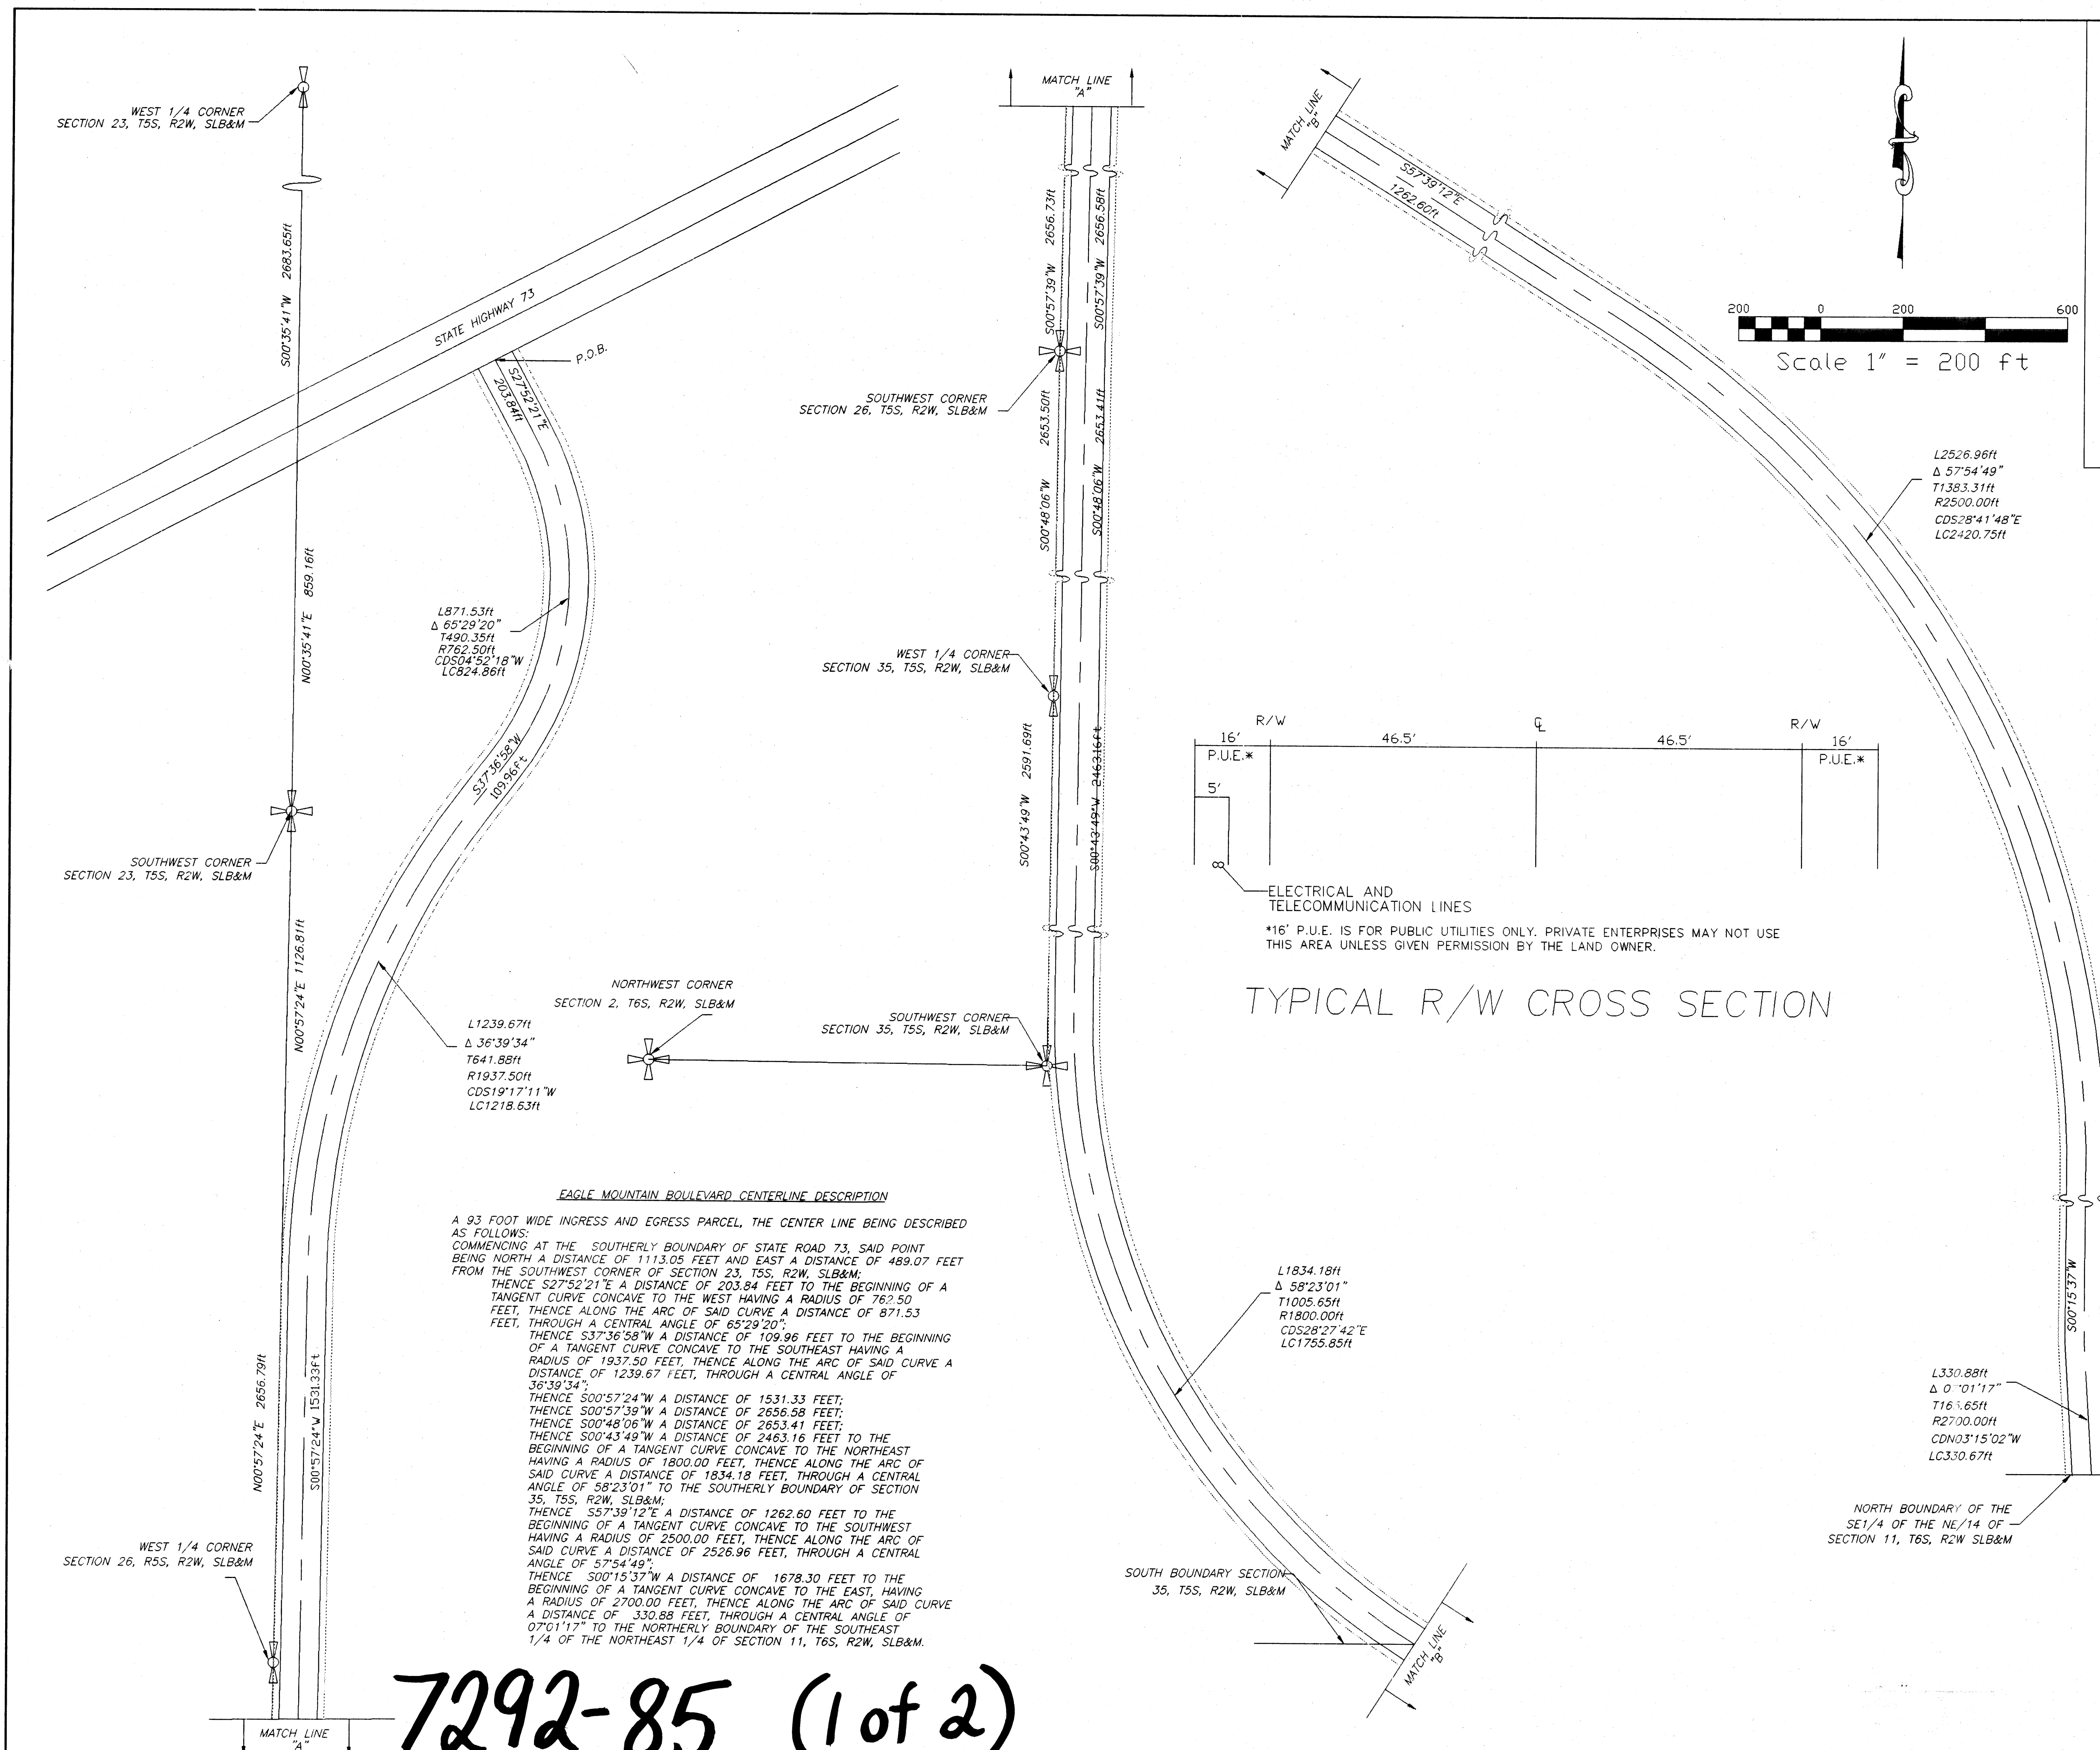 WEST 1/4 CORNER
SECTION 23, T5S, R2W, SLB&M
S00°35'41"W 2683.65ft
STATE HIGHWAY 73
P.O.B.
S27°52'21"E
203.84ft
N00°35'41"E 859.16ft
L871.53ft
Δ 65°29'20"
T490.35ft
R762.50ft
CDS04°52'18"W
LC824.86ft
S37°36'58"W
109.96ft
SOUTHWEST CORNER
SECTION 23, T5S, R2W, SLB&M
N00°57'24"E 1126.81ft
L1239.67ft
Δ 36°39'34"
T641.88ft
R1937.50ft
CDS19°17'11"W
LC1218.63ft
N00°57'24"E 2656.79ft
S00°57'24"W 1531.33ft
WEST 1/4 CORNER
SECTION 26, R5S, R2W, SLB&M
MATCH LINE
"A"
MATCH LINE
"A"
S00°57'39"W 2656.73ft
S00°57'39"W 2656.58ft
SOUTHWEST CORNER
SECTION 26, T5S, R2W, SLB&M
S00°48'06"W 2653.50ft
S00°48'06"W 2653.41ft
WEST 1/4 CORNER
SECTION 35, T5S, R2W, SLB&M
S00°43'49"W 2591.69ft
S00°43'49"W 2463.16ft
NORTHWEST CORNER
SECTION 2, T6S, R2W, SLB&M
SOUTHWEST CORNER
SECTION 35, T5S, R2W, SLB&M
L1834.18ft
Δ 58°23'01"
T1005.65ft
R1800.00ft
CDS28°27'42"E
LC1755.85ft
SOUTH BOUNDARY SECTION
35, T5S, R2W, SLB&M
MATCH LINE
"B"
MATCH LINE
"B"
S57°39'12"E
1262.60ft
200 0 200 600
Scale 1" = 200 ft
L2526.96ft
Δ 57°54'49"
T1383.31ft
R2500.00ft
CDS28°41'48"E
LC2420.75ft
R/W ℄ R/W
16' 46.5' 46.5' 16'
P.U.E.* P.U.E.*
5'
ELECTRICAL AND
TELECOMMUNICATION LINES
*16' P.U.E. IS FOR PUBLIC UTILITIES ONLY. PRIVATE ENTERPRISES MAY NOT USE
THIS AREA UNLESS GIVEN PERMISSION BY THE LAND OWNER.
TYPICAL R/W CROSS SECTION
S00°15'37"W
L330.88ft
Δ 0 °01'17"
R2700.00ft
CDN03°15'02"W
LC330.67ft
NORTH BOUNDARY OF THE
SE1/4 OF THE NE/14 OF
SECTION 11, T6S, R2W SLB&M
EAGLE MOUNTAIN BOULEVARD CENTERLINE DESCRIPTION
A 93 FOOT WIDE INGRESS AND EGRESS PARCEL, THE CENTER LINE BEING DESCRIBED
AS FOLLOWS:
COMMENCING AT THE SOUTHERLY BOUNDARY OF STATE ROAD 73, SAID POINT
BEING NORTH A DISTANCE OF 1113.05 FEET AND EAST A DISTANCE OF 489.07 FEET
FROM THE SOUTHWEST CORNER OF SECTION 23, T5S, R2W, SLB&M;
THENCE S27°52'21"E A DISTANCE OF 203.84 FEET TO THE BEGINNING OF A
TANGENT CURVE CONCAVE TO THE WEST HAVING A RADIUS OF 762.50
FEET, THENCE ALONG THE ARC OF SAID CURVE A DISTANCE OF 871.53
FEET, THROUGH A CENTRAL ANGLE OF 65°29'20";
THENCE S37°36'58"W A DISTANCE OF 109.96 FEET TO THE BEGINNING
OF A TANGENT CURVE CONCAVE TO THE SOUTHEAST HAVING A
RADIUS OF 1937.50 FEET, THENCE ALONG THE ARC OF SAID CURVE A
DISTANCE OF 1239.67 FEET, THROUGH A CENTRAL ANGLE OF
36°39'34";
THENCE S00°57'24"W A DISTANCE OF 1531.33 FEET;
THENCE S00°57'39"W A DISTANCE OF 2656.58 FEET;
THENCE S00°48'06"W A DISTANCE OF 2653.41 FEET;
THENCE S00°43'49"W A DISTANCE OF 2463.16 FEET TO THE
BEGINNING OF A TANGENT CURVE CONCAVE TO THE NORTHEAST
HAVING A RADIUS OF 1800.00 FEET, THENCE ALONG THE ARC OF
SAID CURVE A DISTANCE OF 1834.18 FEET, THROUGH A CENTRAL
ANGLE OF 58°23'01" TO THE SOUTHERLY BOUNDARY OF SECTION
35, T5S, R2W, SLB&M;
THENCE S57°39'12"E A DISTANCE OF 1262.60 FEET TO THE
BEGINNING OF A TANGENT CURVE CONCAVE TO THE SOUTHWEST
HAVING A RADIUS OF 2500.00 FEET, THENCE ALONG THE ARC OF
SAID CURVE A DISTANCE OF 2526.96 FEET, THROUGH A CENTRAL
ANGLE OF 57°54'49";
THENCE S00°15'37"W A DISTANCE OF 1678.30 FEET TO THE
BEGINNING OF A TANGENT CURVE CONCAVE TO THE EAST, HAVING
A RADIUS OF 2700.00 FEET, THENCE ALONG THE ARC OF SAID CURVE
A DISTANCE OF 330.88 FEET, THROUGH A CENTRAL ANGLE OF
07°01'17" TO THE NORTHERLY BOUNDARY OF THE SOUTHEAST
1/4 OF THE NORTHEAST 1/4 OF SECTION 11, T6S, R2W, SLB&M.
7292-85 (1 of 2)